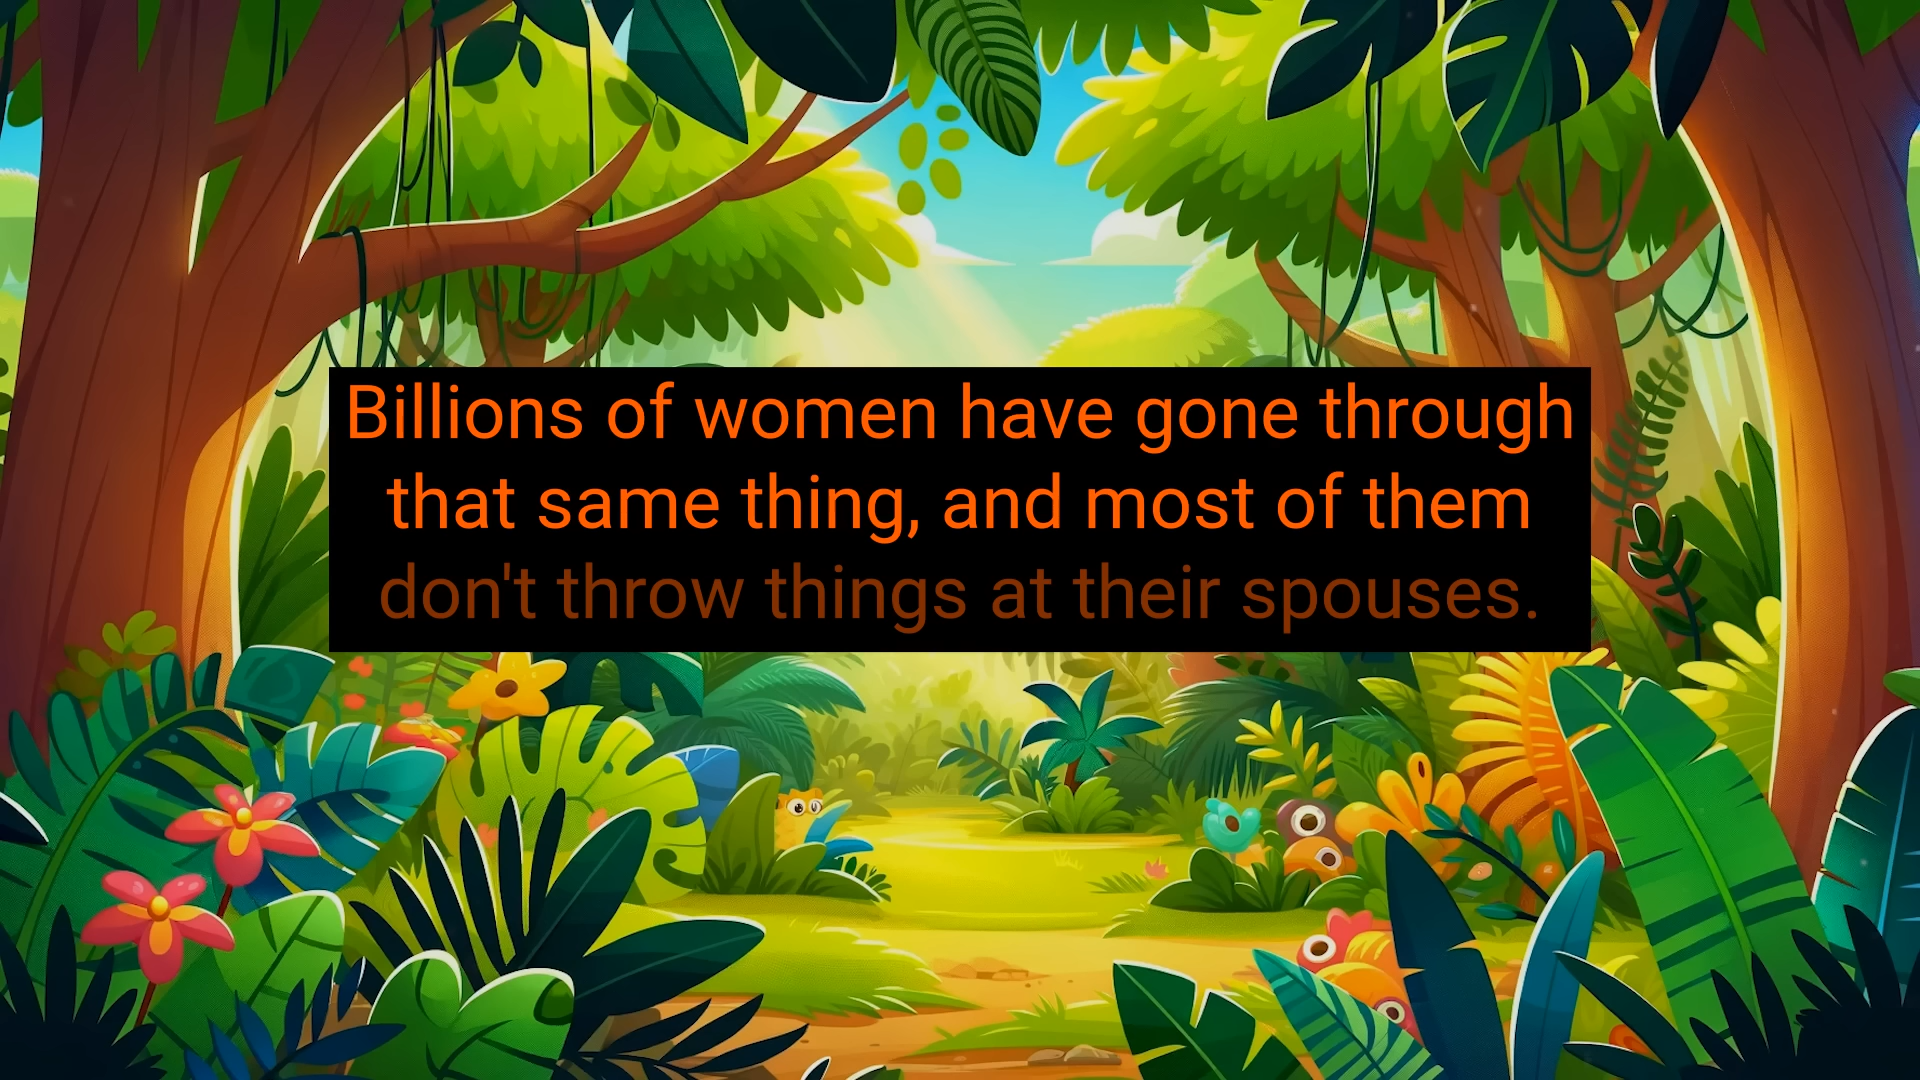 Billions of women have gone through
that same thing, and most of them
don't throw things at their spouses.